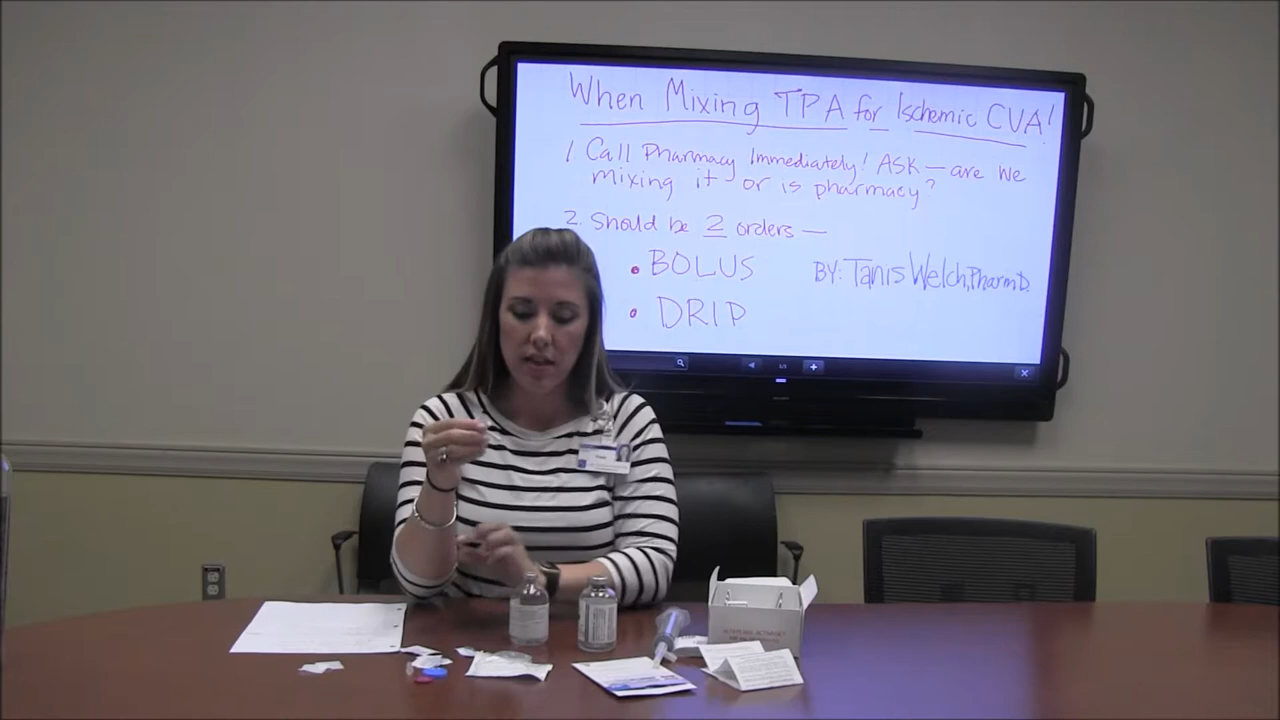 When Mixing TPA for Ischemic CVA!
1 Call Pharmacy Immediately! ASK — are we
mixing it or is pharmacy?
2. Should be 2 orders —
• BOLUS
BY: Tanis Welch, Pharm D.
• DRIP